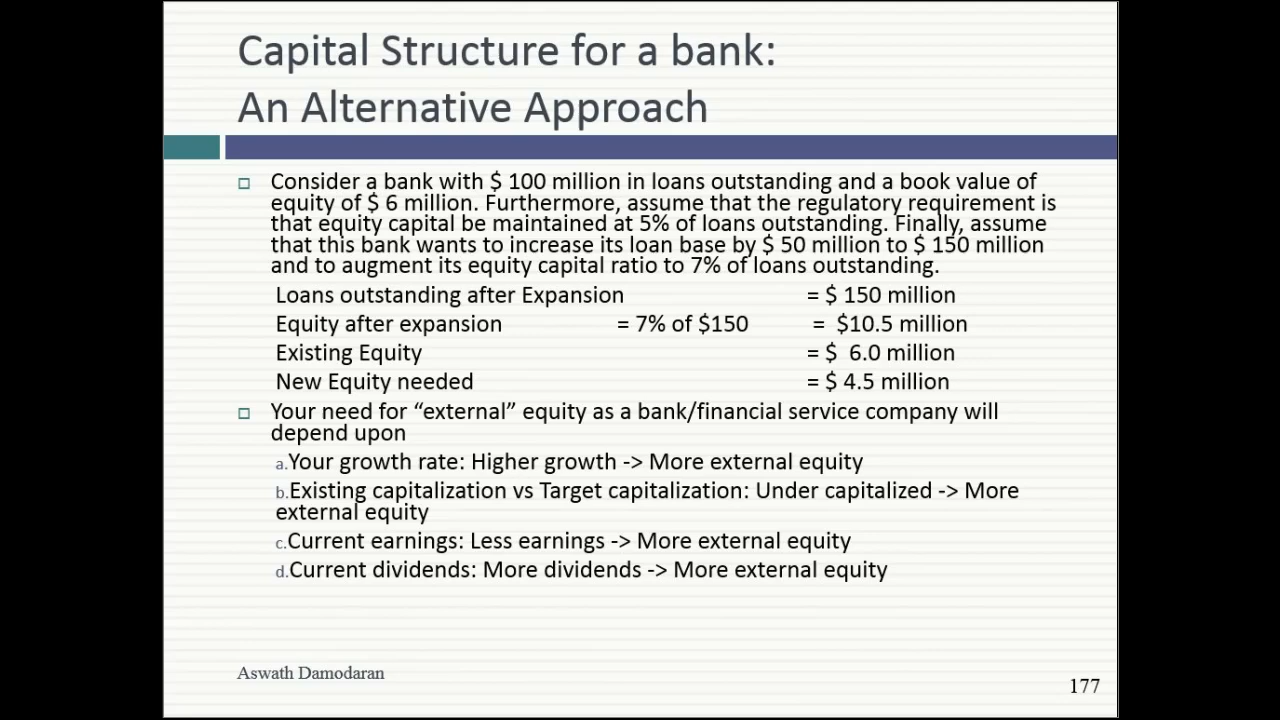 Capital Structure for a bank:
An Alternative Approach
Consider a bank with $ 100 million in loans outstanding and a book value of
equity of $ 6 million. Furthermore, assume that the regulatory requirement is
that equity capital be maintained at 5% of loans outstanding. Finally, assume
that this bank wants to increase its loan base by $ 50 million to $ 150 million
and to augment its equity capital ratio to 7% of loans outstanding.
Loans outstanding after Expansion = $ 150 million
Equity after expansion = 7% of $150 = $10.5 million
Existing Equity = $ 6.0 million
New Equity needed = $ 4.5 million
Your need for “external” equity as a bank/financial service company will
depend upon
a.Your growth rate: Higher growth -> More external equity
b.Existing capitalization vs Target capitalization: Under capitalized -> More
external equity
c.Current earnings: Less earnings -> More external equity
d.Current dividends: More dividends -> More external equity
Aswath Damodaran
177